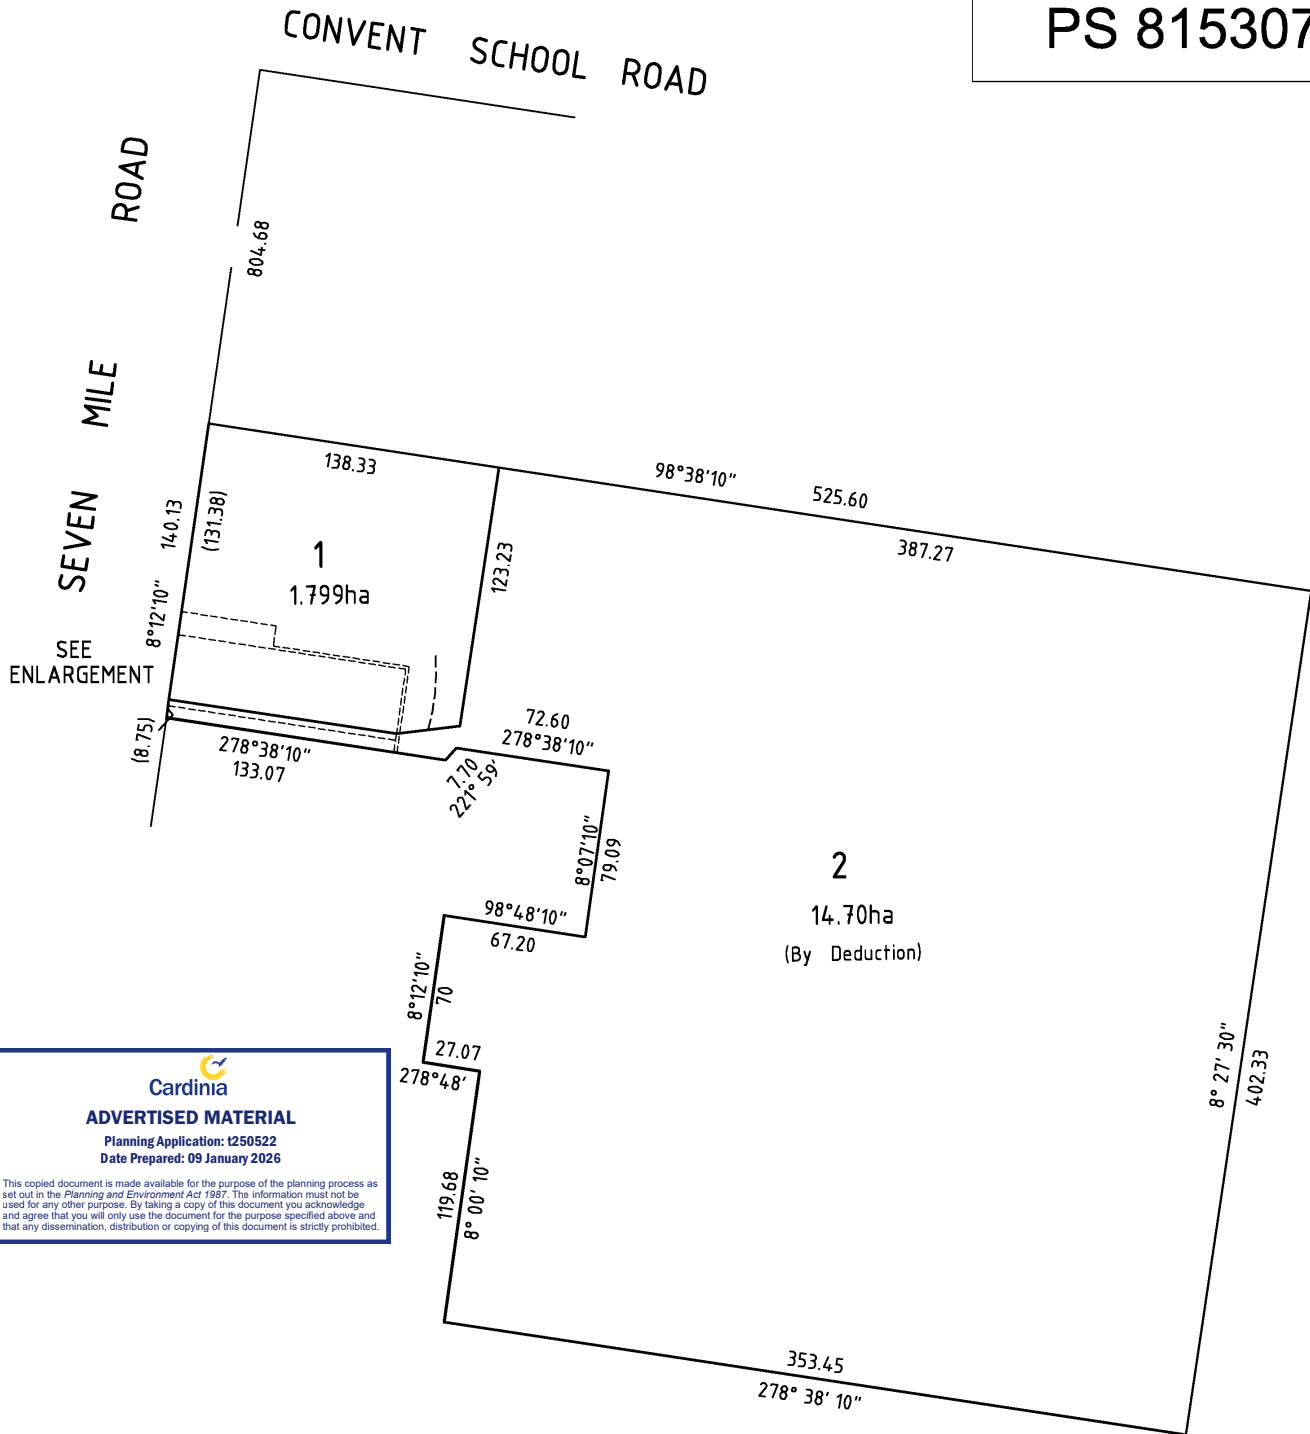 PS 815307
CONVENT SCHOOL ROAD
SEVEN MILE ROAD
804.68
138.33
98°38'10"
525.60
387.27
140.13
(131.38)
8°12'10"
1
1.799ha
123.23
SEE
ENLARGEMENT
(8.75)
278°38'10"
133.07
7.70
221° 59'
72.60
278°38'10"
8°07'10"
79.09
98°48'10"
67.20
8°12'10"
70
27.07
278°48'
119.68
8° 00' 10"
2
14.70ha
(By Deduction)
8° 27' 30"
402.33
353.45
278° 38' 10"
Cardinia
ADVERTISED MATERIAL
Planning Application: t250522
Date Prepared: 09 January 2026
This copied document is made available for the purpose of the planning process as
set out in the Planning and Environment Act 1987. The information must not be
used for any other purpose. By taking a copy of this document you acknowledge
and agree that you will only use the document for the purpose specified above and
that any dissemination, distribution or copying of this document is strictly prohibited.